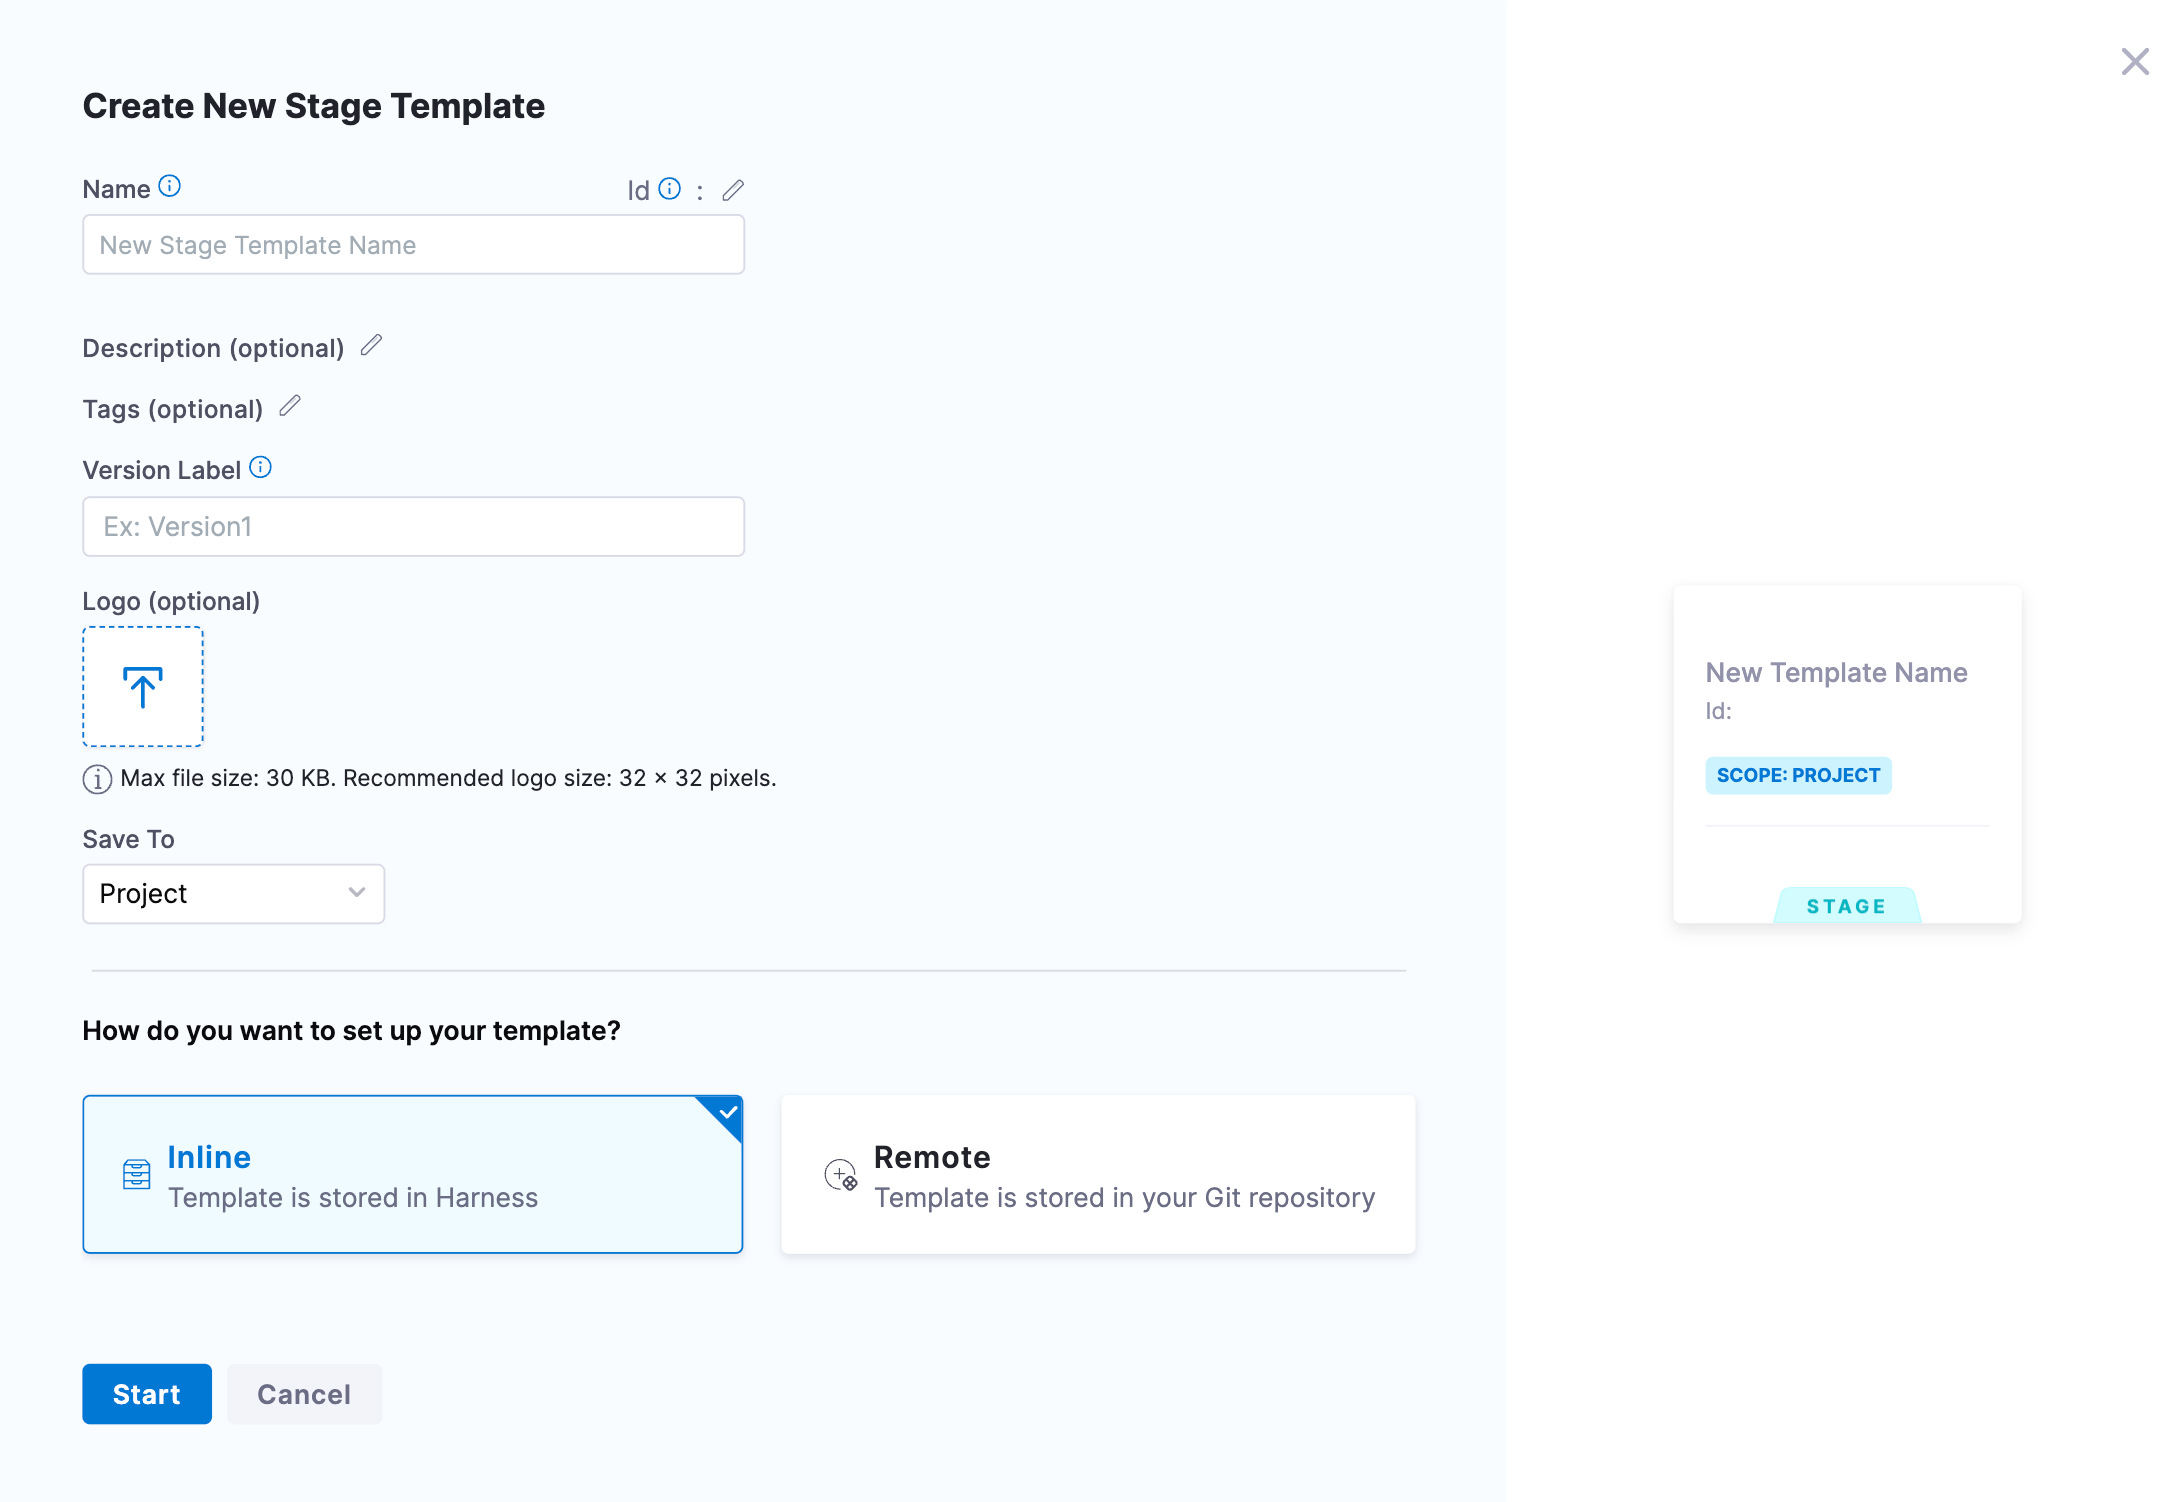 Create New Stage Template
Name
Id :
New Stage Template Name
Description (optional)
Tags (optional)
Version Label
Ex: Version1
Logo (optional)
Max file size: 30 KB. Recommended logo size: 32 × 32 pixels.
Save To
Project
How do you want to set up your template?
Inline
Template is stored in Harness
Remote
Template is stored in your Git repository
Start
Cancel
New Template Name
Id:
SCOPE: PROJECT
STAGE